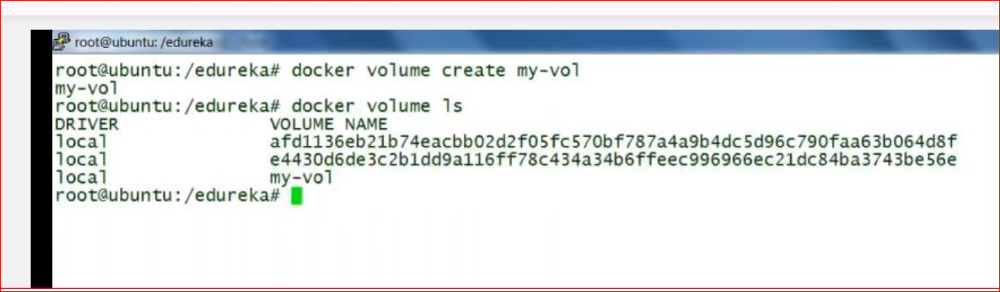 root@ubuntu: /edureka
root@ubuntu:/edureka# docker volume create my-vol
my-vol
root@ubuntu:/edureka# docker volume ls
DRIVER VOLUME NAME
local afd1136eb21b74eacbb02d2f05fc570bf787a4a9b4dc5d96c790faa63b064d8f
local e4430d6de3c2b1dd9a116ff78c434a34b6ffeec996966ec21dc84ba3743be56e
local my-vol
root@ubuntu:/edureka#